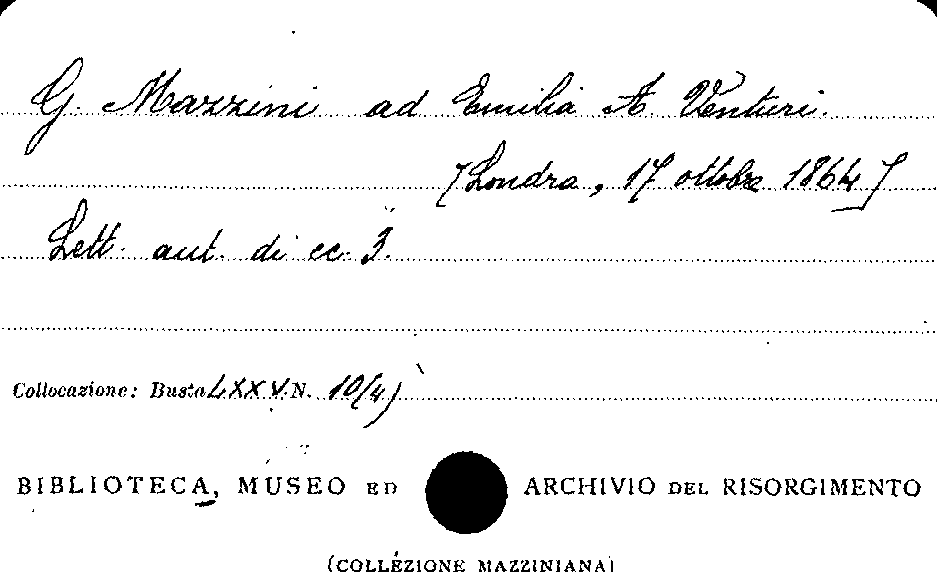 G. Mazzini ad Emilia A. Venturi.
[Londra, 17 ottobre 1864]
Lett. aut. di cc. 3.
Collocazione: Busta LXXV N. 10(4)
BIBLIOTECA, MUSEO ED ARCHIVIO DEL RISORGIMENTO
(COLLEZIONE MAZZINIANA)